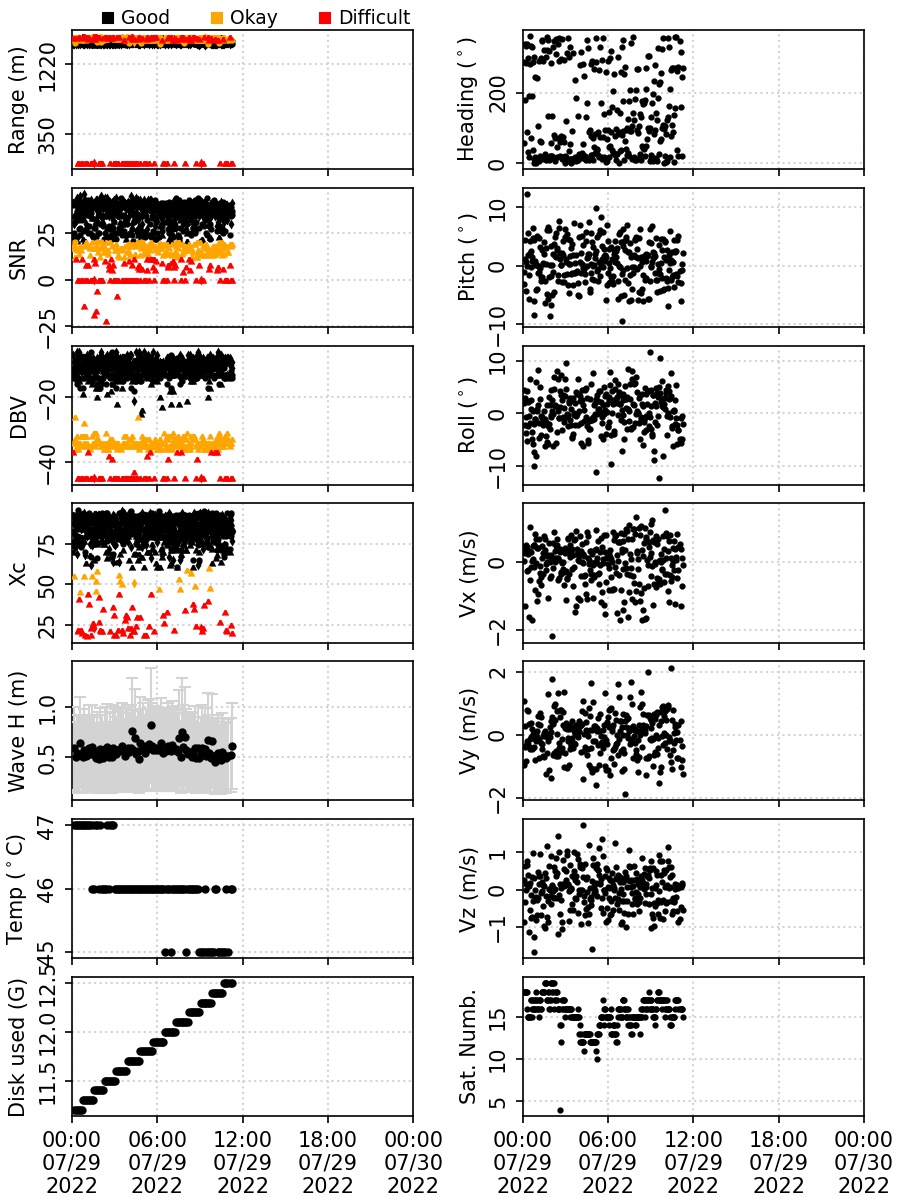 Good Okay Difficult
Range (m)
1220
350
Heading (°)
200
0
SNR
25
0
−25
Pitch (°)
10
0
−10
DBV
−20
−40
Roll (°)
10
0
−10
Xc
75
50
25
Vx (m/s)
0
−2
Wave H (m)
1.0
0.5
Vy (m/s)
2
0
−2
Temp (°C)
47
46
45
Vz (m/s)
1
0
−1
Disk used (G)
12.5
12.0
11.5
Sat. Numb.
15
10
5
00:00 06:00 12:00 18:00 00:00
07/29 07/29 07/29 07/29 07/30
2022 2022 2022 2022 2022
00:00 06:00 12:00 18:00 00:00
07/29 07/29 07/29 07/29 07/30
2022 2022 2022 2022 2022